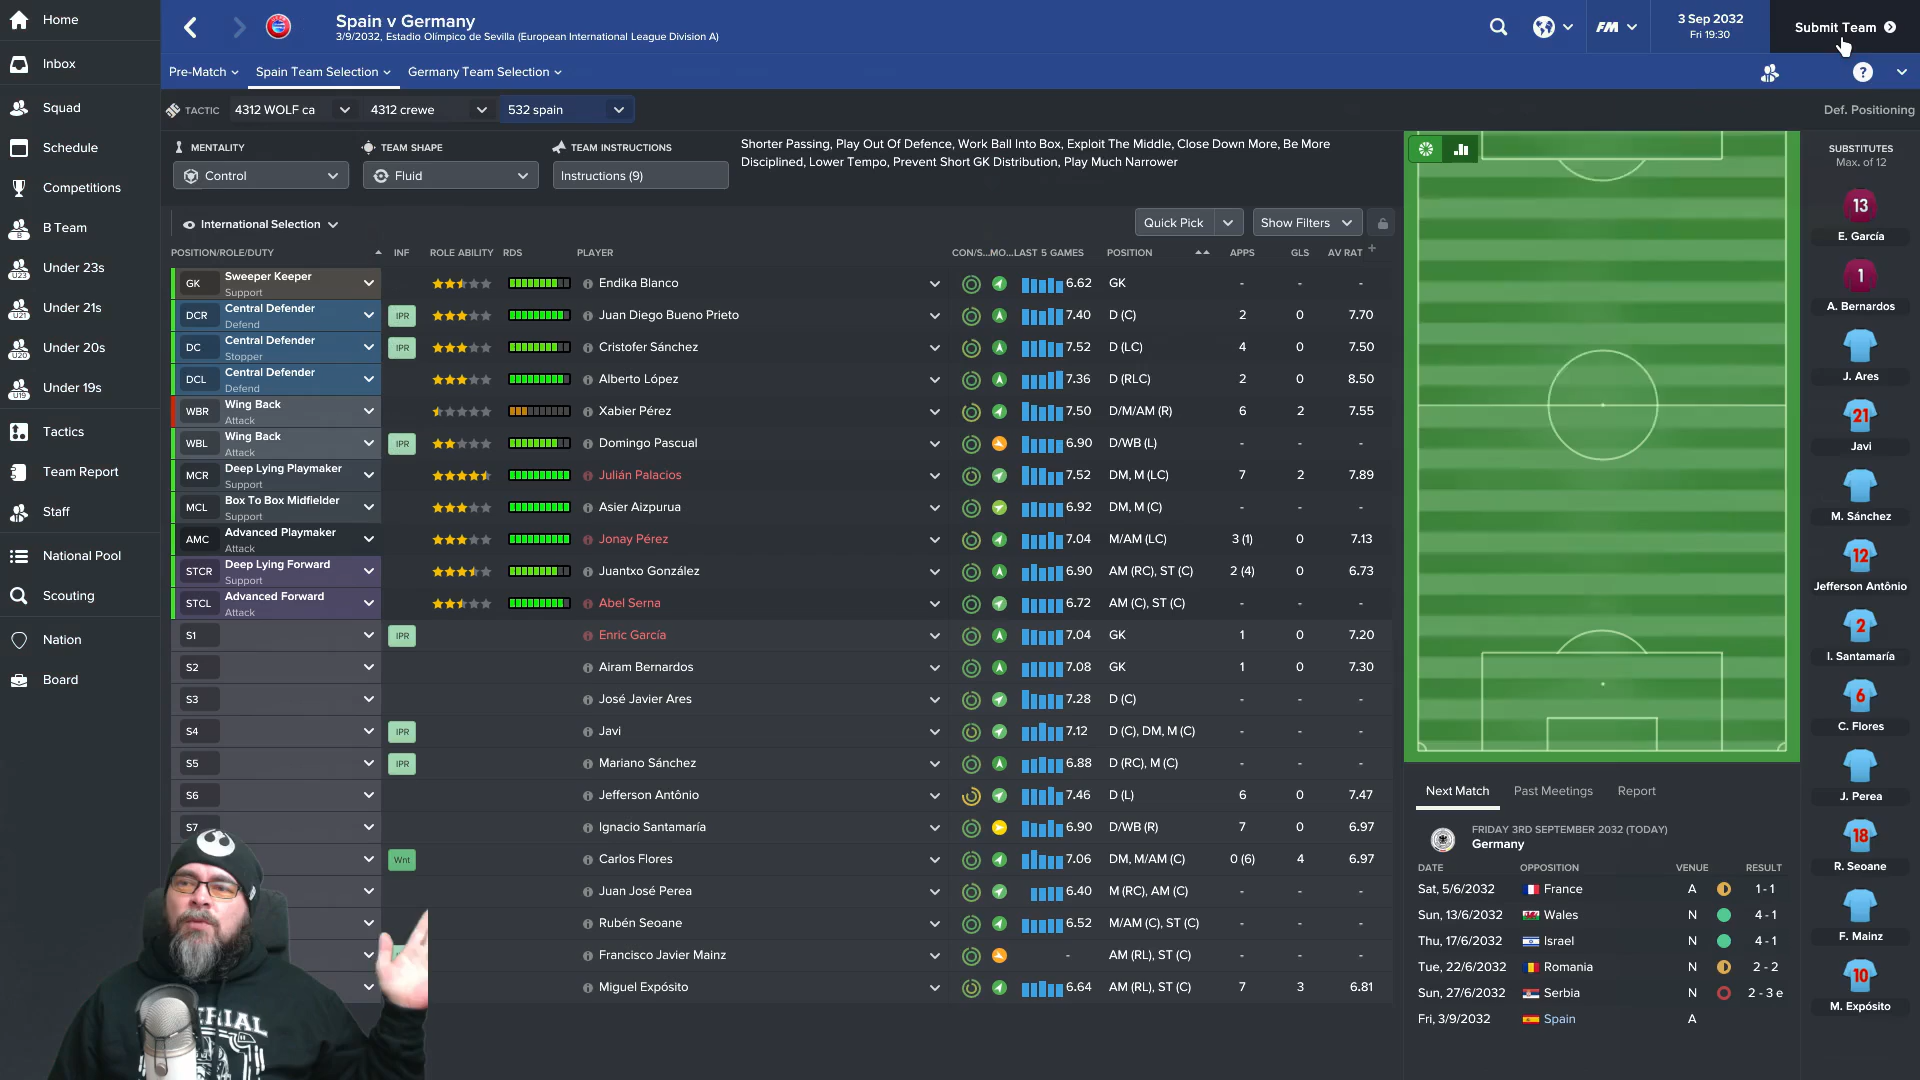 Home
Inbox
Squad
Schedule
Competitions
B Team
Under 23s
Under 21s
Under 20s
Under 19s
Tactics
Team Report
Staff
National Pool
Scouting
Nation
Board
Spain v Germany
3/9/2032, Estadio Olímpico de Sevilla (European International League Division A)
FM
3 Sep 2032
Fri 19:30
Submit Team
Pre-Match
Spain Team Selection
Germany Team Selection
?
TACTIC
4312 WOLF ca
4312 crewe
532 spain
Def. Positioning
MENTALITY
Control
TEAM SHAPE
Fluid
TEAM INSTRUCTIONS
Instructions (9)
Shorter Passing, Play Out Of Defence, Work Ball Into Box, Exploit The Middle, Close Down More, Be More
Disciplined, Lower Tempo, Prevent Short GK Distribution, Play Much Narrower
International Selection
Quick Pick
Show Filters
POSITION/ROLE/DUTY INF ROLE ABILITY RDS PLAYER CON/S... MO... LAST 5 GAMES POSITION APPS GLS AV RAT +
GK Sweeper Keeper Support Endika Blanco 6.62 GK - - -
DCR Central Defender Defend IPR Juan Diego Bueno Prieto 7.40 D (C) 2 0 7.70
DC Central Defender Stopper IPR Cristofer Sánchez 7.52 D (LC) 4 0 7.50
DCL Central Defender Defend Alberto López 7.36 D (RLC) 2 0 8.50
WBR Wing Back Attack Xabier Pérez 7.50 D/M/AM (R) 6 2 7.55
WBL Wing Back Attack IPR Domingo Pascual 6.90 D/WB (L) - - -
MCR Deep Lying Playmaker Support Julián Palacios 7.52 DM, M (LC) 7 2 7.89
MCL Box To Box Midfielder Support Asier Aizpurua 6.92 DM, M (C) - - -
AMC Advanced Playmaker Attack Jonay Pérez 7.04 M/AM (LC) 3 (1) 0 7.13
STCR Deep Lying Forward Support Juantxo González 6.90 AM (RC), ST (C) 2 (4) 0 6.73
STCL Advanced Forward Attack Abel Serna 6.72 AM (C), ST (C) - - -
S1 IPR Enric García 7.04 GK 1 0 7.20
S2 Airam Bernardos 7.08 GK 1 0 7.30
S3 José Javier Ares 7.28 D (C) - - -
S4 IPR Javi 7.12 D (C), DM, M (C) - - -
S5 IPR Mariano Sánchez 6.88 D (RC), M (C) - - -
S6 Jefferson Antônio 7.46 D (L) 6 0 7.47
S7 Ignacio Santamaría 6.90 D/WB (R) 7 0 6.97
Wnt Carlos Flores 7.06 DM, M/AM (C) 0 (6) 4 6.97
Juan José Perea 6.40 M (RC), AM (C) - - -
Rubén Seoane 6.52 M/AM (C), ST (C) - - -
Francisco Javier Mainz - AM (RL), ST (C) - - -
Miguel Expósito 6.64 AM (RL), ST (C) 7 3 6.81
Next Match
Past Meetings
Report
FRIDAY 3RD SEPTEMBER 2032 (TODAY)
Germany
DATE OPPOSITION VENUE RESULT
Sat, 5/6/2032 France A 1 - 1
Sun, 13/6/2032 Wales N 4 - 1
Thu, 17/6/2032 Israel N 4 - 1
Tue, 22/6/2032 Romania N 2 - 2
Sun, 27/6/2032 Serbia N 2 - 3 e
Fri, 3/9/2032 Spain A
SUBSTITUTES
Max. of 12
13
E. García
1
A. Bernardos
J. Ares
21
Javi
M. Sánchez
12
Jefferson Antônio
2
I. Santamaría
6
C. Flores
J. Perea
18
R. Seoane
F. Mainz
10
M. Expósito